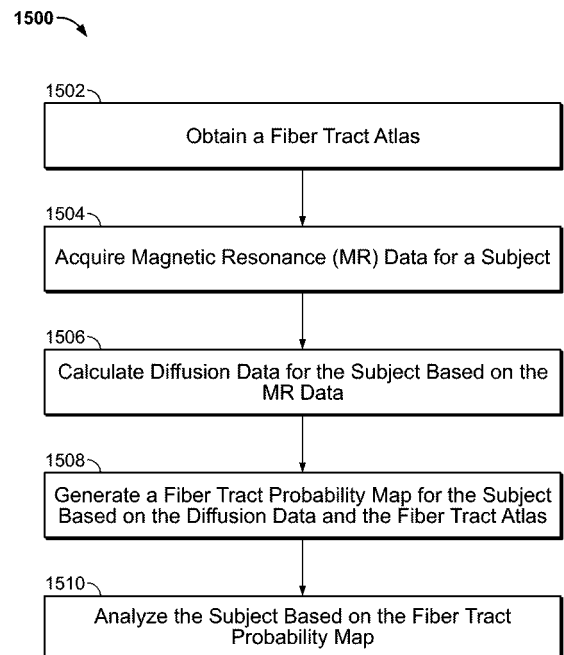 1500
1502
Obtain a Fiber Tract Atlas
1504
Acquire Magnetic Resonance (MR) Data for a Subject
1506
Calculate Diffusion Data for the Subject Based on the
MR Data
1508
Generate a Fiber Tract Probability Map for the Subject
Based on the Diffusion Data and the Fiber Tract Atlas
1510
Analyze the Subject Based on the Fiber Tract
Probability Map